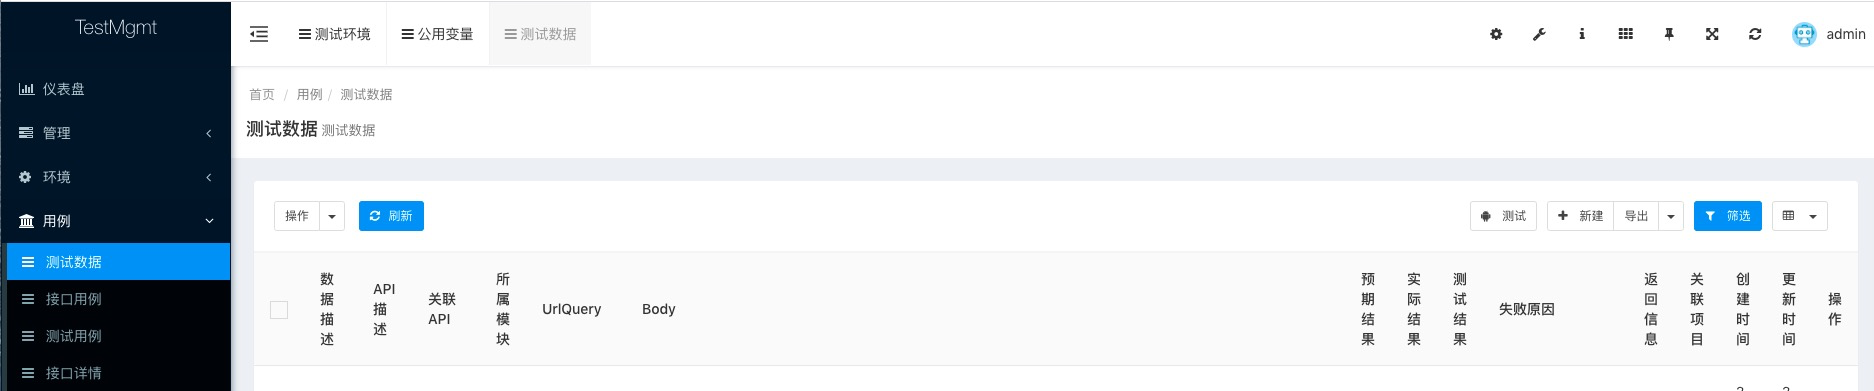 TestMgmt
测试环境
公用变量
测试数据
admin
仪表盘
管理
环境
用例
测试数据
接口用例
测试用例
接口详情
首页 / 用例 / 测试数据
测试数据 测试数据
操作
刷新
测试
新建
导出
筛选
数据描述
API描述
关联API
所属模块
UrlQuery
Body
预期结果
实际结果
测试结果
失败原因
返回信息
关联项目
创建时间
更新时间
操作